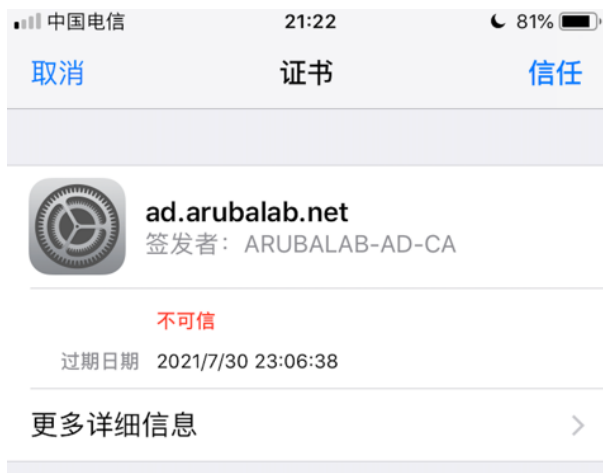 中国电信 21:22 81%
取消 证书 信任
ad.arubalab.net
签发者：ARUBALAB-AD-CA
不可信
过期日期 2021/7/30 23:06:38
更多详细信息